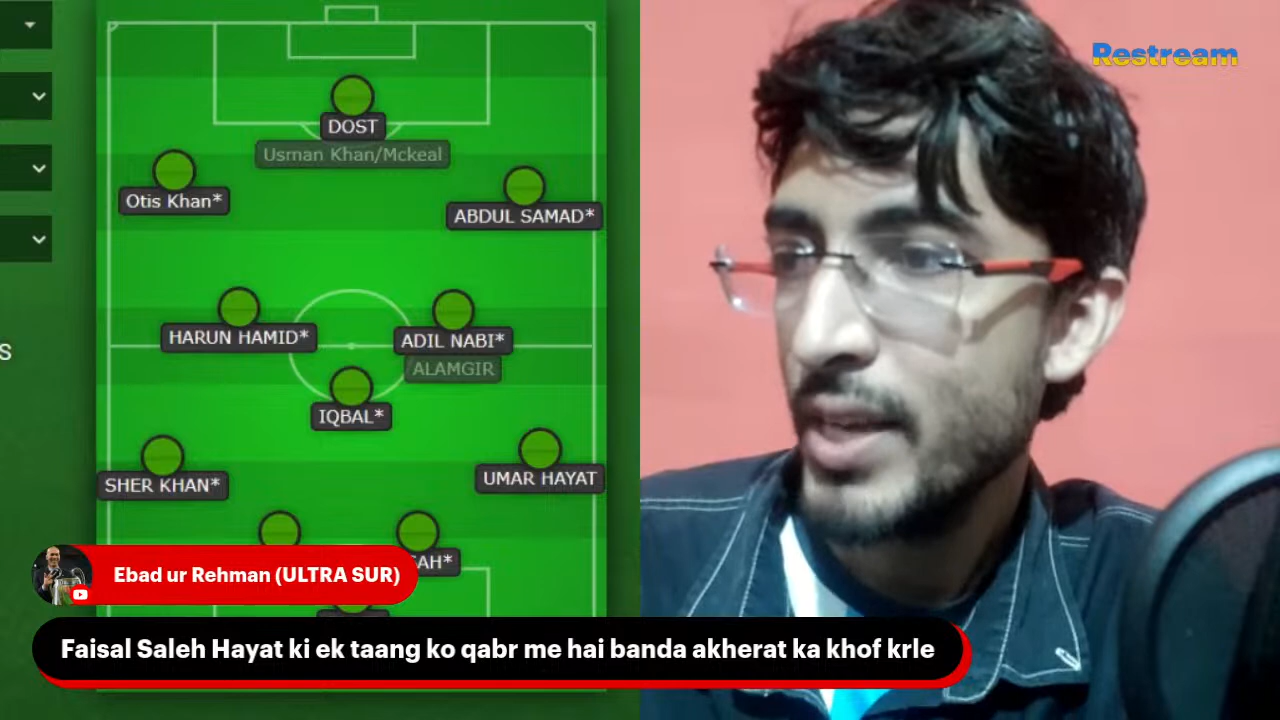 Restream
DOST
Usman Khan/Mckeal
Otis Khan*
ABDUL SAMAD*
HARUN HAMID*
ADIL NABI*
ALAMGIR
S
IQBAL*
SHER KHAN*
UMAR HAYAT
AH*
Ebad ur Rehman (ULTRA SUR)
Faisal Saleh Hayat ki ek taang ko qabr me hai banda akherat ka khof krle